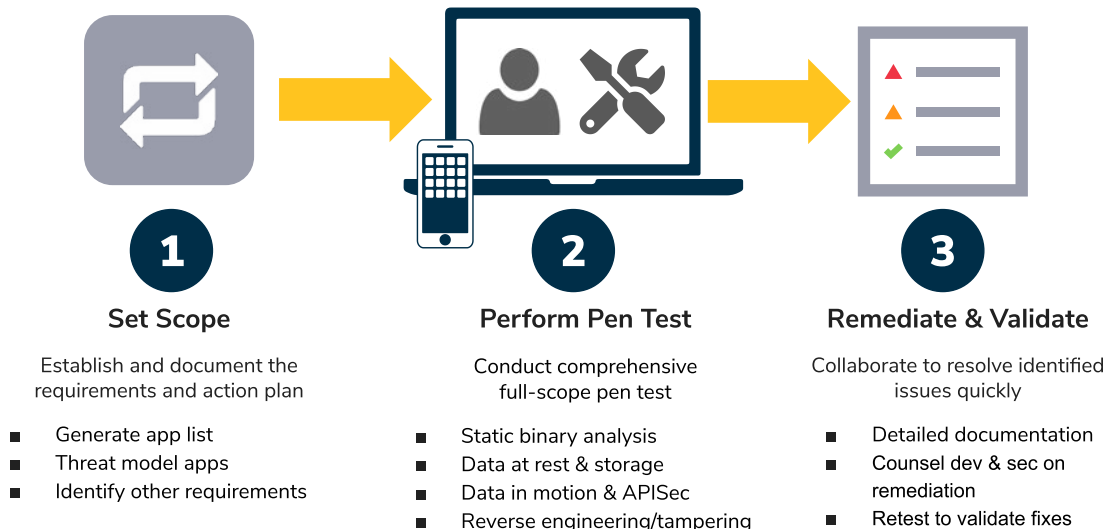 1
Set Scope
Establish and document the
requirements and action plan
Generate app list
Threat model apps
Identify other requirements
2
Perform Pen Test
Conduct comprehensive
full-scope pen test
Static binary analysis
Data at rest & storage
Data in motion & APISec
Reverse engineering/tampering
3
Remediate & Validate
Collaborate to resolve identified
issues quickly
Detailed documentation
Counsel dev & sec on
remediation
Retest to validate fixes